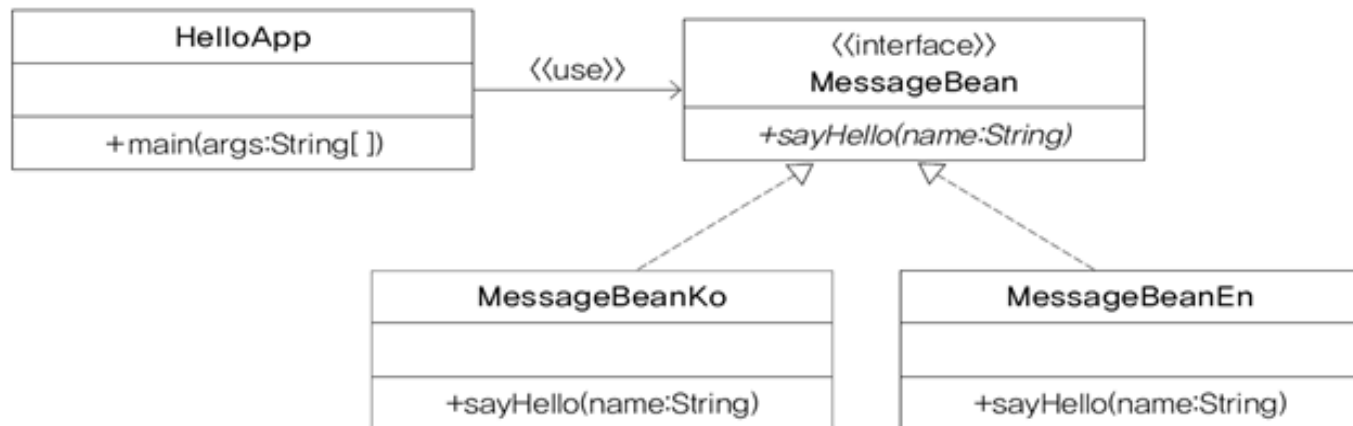 HelloApp
+main(args:String[ ])
《use》
《interface》
MessageBean
+sayHello(name:String)
MessageBeanKo
+sayHello(name:String)
MessageBeanEn
+sayHello(name:String)